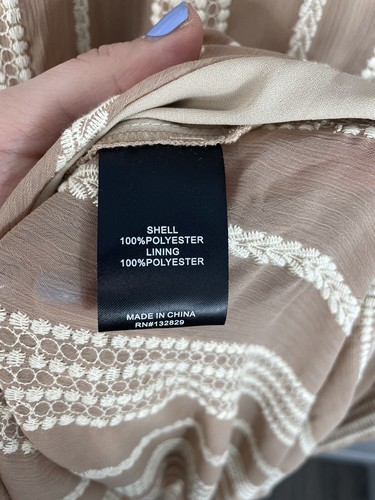 SHELL
100%POLYESTER
LINING
100%POLYESTER
MADE IN CHINA
RN#132829